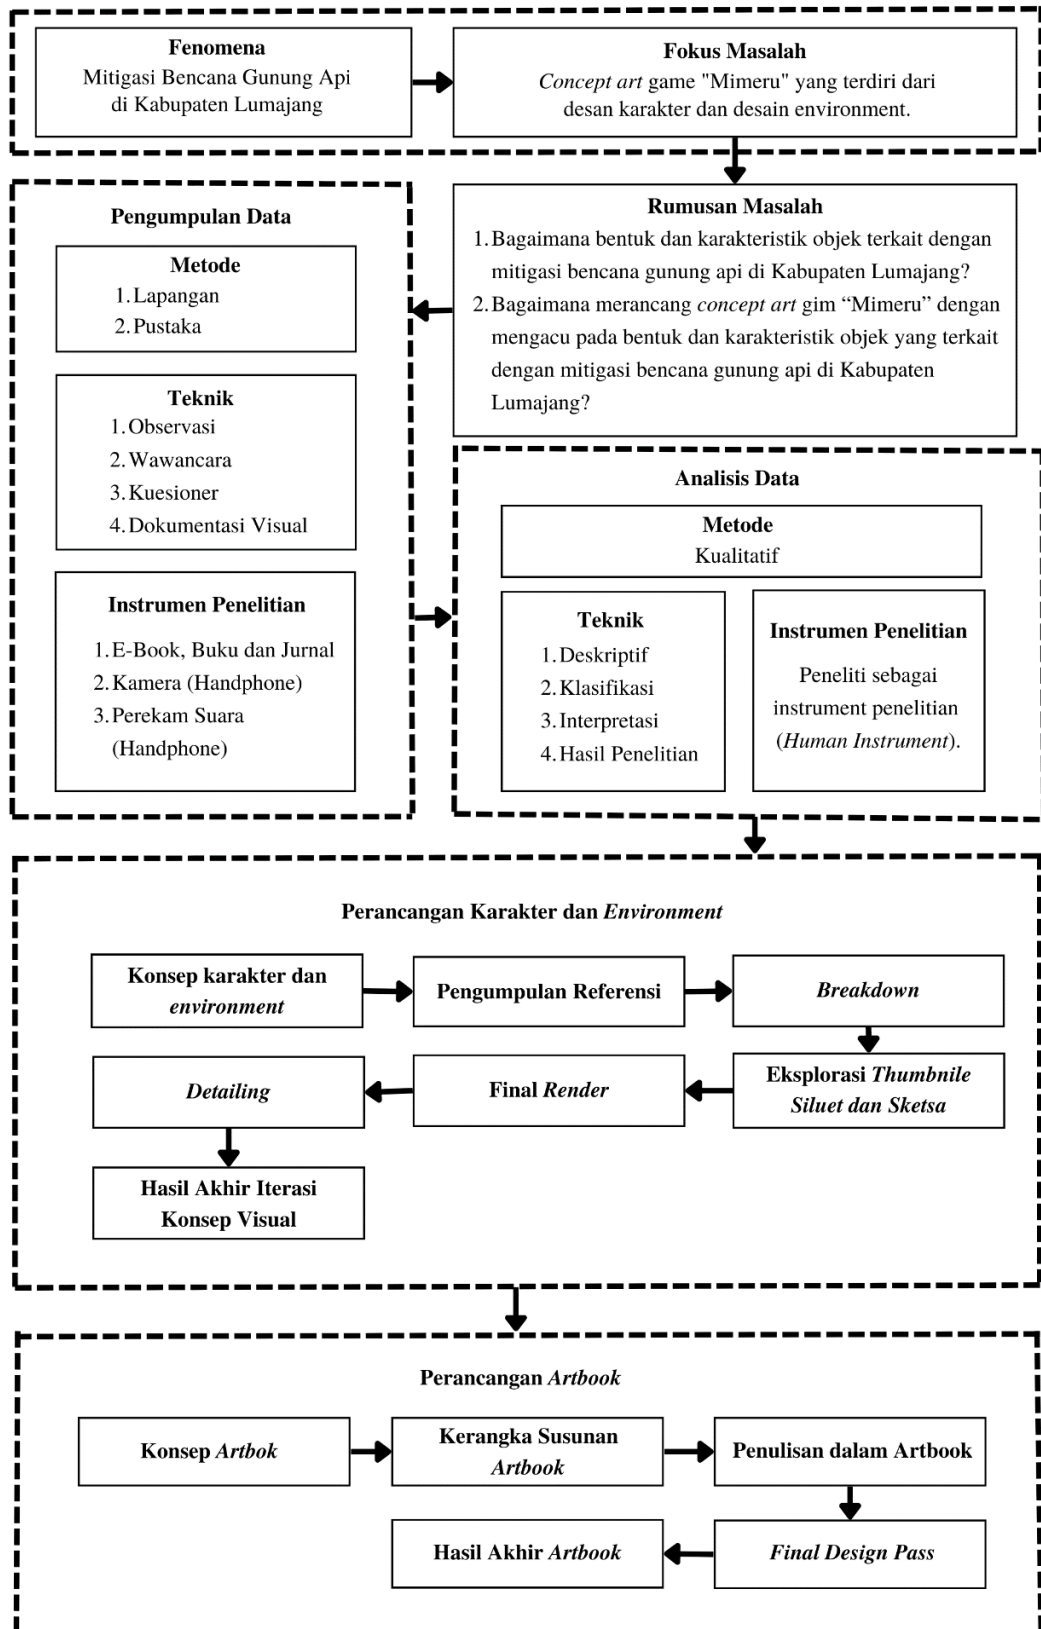 Fenomena
Mitigasi Bencana Gunung Api
di Kabupaten Lumajang
Fokus Masalah
Concept art game "Mimeru" yang terdiri dari
desan karakter dan desain environment.
Rumusan Masalah
1. Bagaimana bentuk dan karakteristik objek terkait dengan
mitigasi bencana gunung api di Kabupaten Lumajang?
2. Bagaimana merancang concept art gim “Mimeru” dengan
mengacu pada bentuk dan karakteristik objek yang terkait
dengan mitigasi bencana gunung api di Kabupaten
Lumajang?
Pengumpulan Data
Metode
1. Lapangan
2. Pustaka
Teknik
1. Observasi
2. Wawancara
3. Kuesioner
4. Dokumentasi Visual
Instrumen Penelitian
1. E-Book, Buku dan Jurnal
2. Kamera (Handphone)
3. Perekam Suara
(Handphone)
Analisis Data
Metode
Kualitatif
Teknik
1. Deskriptif
2. Klasifikasi
3. Interpretasi
4. Hasil Penelitian
Instrumen Penelitian
Peneliti sebagai
instrument penelitian
(Human Instrument).
Perancangan Karakter dan Environment
Konsep karakter dan
environment
Pengumpulan Referensi
Breakdown
Eksplorasi Thumbnile
Siluet dan Sketsa
Final Render
Detailing
Hasil Akhir Iterasi
Konsep Visual
Perancangan Artbook
Konsep Artbok
Kerangka Susunan
Artbook
Penulisan dalam Artbook
Final Design Pass
Hasil Akhir Artbook